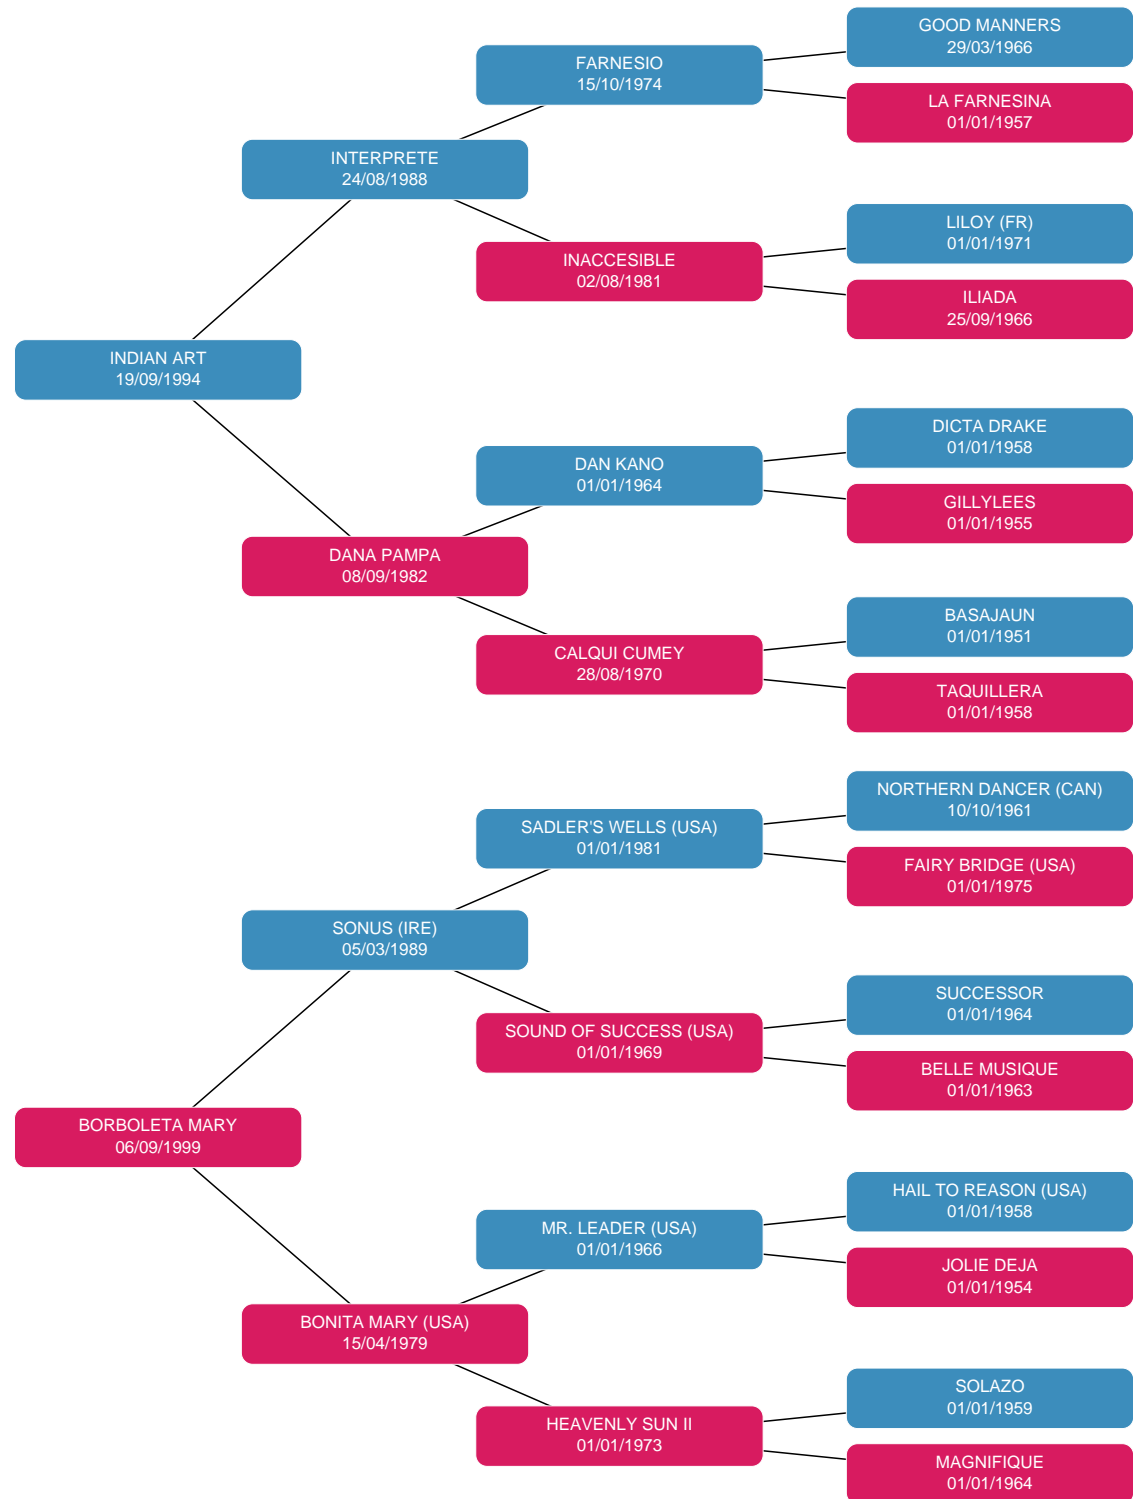 GOOD MANNERS
29/03/1966
FARNESIO
15/10/1974
LA FARNESINA
01/01/1957
INTERPRETE
24/08/1988
LILOY (FR)
01/01/1971
INACCESIBLE
02/08/1981
ILIADA
25/09/1966
INDIAN ART
19/09/1994
DICTA DRAKE
01/01/1958
DAN KANO
01/01/1964
GILLYLEES
01/01/1955
DANA PAMPA
08/09/1982
BASAJAUN
01/01/1951
CALQUI CUMEY
28/08/1970
TAQUILLERA
01/01/1958
NORTHERN DANCER (CAN)
10/10/1961
SADLER'S WELLS (USA)
01/01/1981
FAIRY BRIDGE (USA)
01/01/1975
SONUS (IRE)
05/03/1989
SUCCESSOR
01/01/1964
SOUND OF SUCCESS (USA)
01/01/1969
BELLE MUSIQUE
01/01/1963
BORBOLETA MARY
06/09/1999
HAIL TO REASON (USA)
01/01/1958
MR. LEADER (USA)
01/01/1966
JOLIE DEJA
01/01/1954
BONITA MARY (USA)
15/04/1979
SOLAZO
01/01/1959
HEAVENLY SUN II
01/01/1973
MAGNIFIQUE
01/01/1964